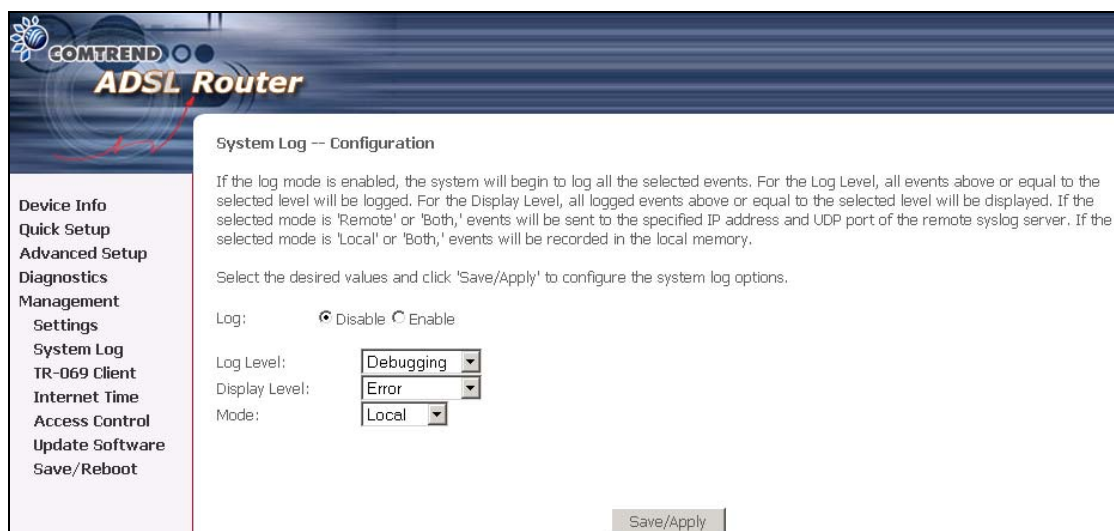 COMTREND
ADSL Router
Device Info
Quick Setup
Advanced Setup
Diagnostics
Management
Settings
System Log
TR-069 Client
Internet Time
Access Control
Update Software
Save/Reboot
System Log -- Configuration
If the log mode is enabled, the system will begin to log all the selected events. For the Log Level, all events above or equal to the
selected level will be logged. For the Display Level, all logged events above or equal to the selected level will be displayed. If the
selected mode is 'Remote' or 'Both,' events will be sent to the specified IP address and UDP port of the remote syslog server. If the
selected mode is 'Local' or 'Both,' events will be recorded in the local memory.
Select the desired values and click 'Save/Apply' to configure the system log options.
Log: Disable Enable
Log Level: Debugging
Display Level: Error
Mode: Local
Save/Apply